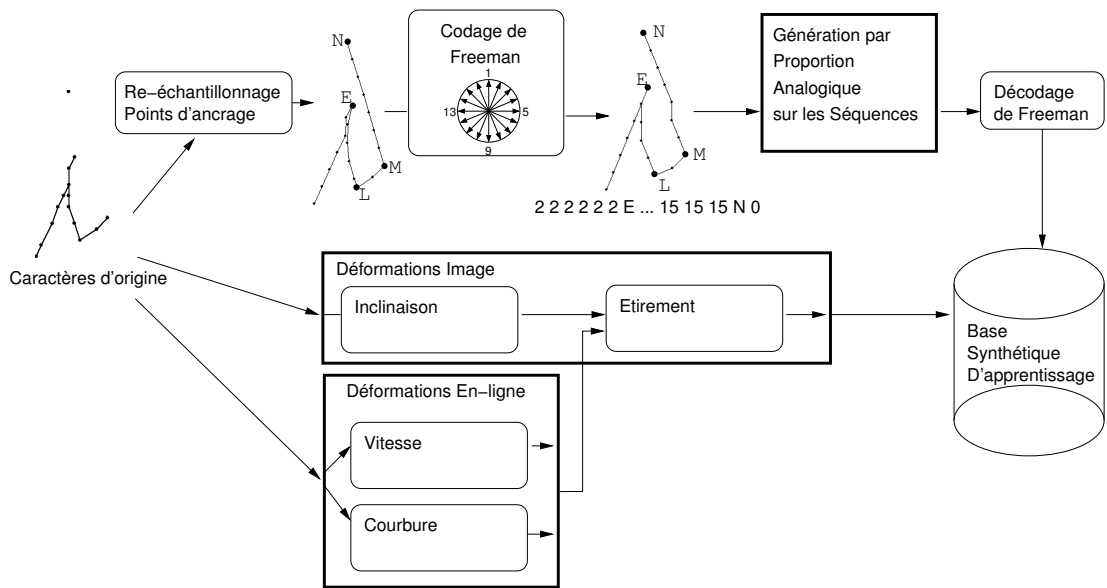 Re−échantillonnage
Points d'ancrage
N
E
M
L
Codage de
Freeman
1
13
5
9
N
E
M
L
2 2 2 2 2 2 E ... 15 15 15 N 0
Génération par
Proportion
Analogique
sur les Séquences
Décodage
de Freeman
Caractères d'origine
Déformations Image
Inclinaison
Etirement
Déformations En−ligne
Vitesse
Courbure
Base
Synthétique
D'apprentissage